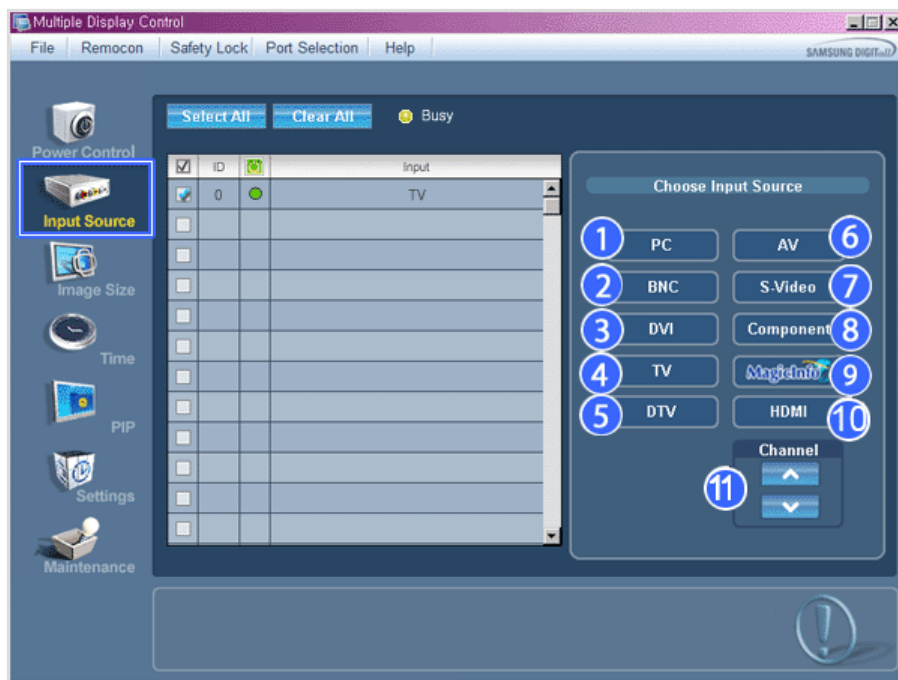 Multiple Display Control
File Remocon Safety Lock Port Selection Help
SAMSUNG DIGITall
Select All Clear All Busy
Power Control
ID Input
0 TV
Input Source
Image Size
Time
PIP
Settings
Maintenance
Choose Input Source
1 PC AV 6
2 BNC S-Video 7
3 DVI Component 8
4 TV MagicInfo 9
5 DTV HDMI 10
Channel
11